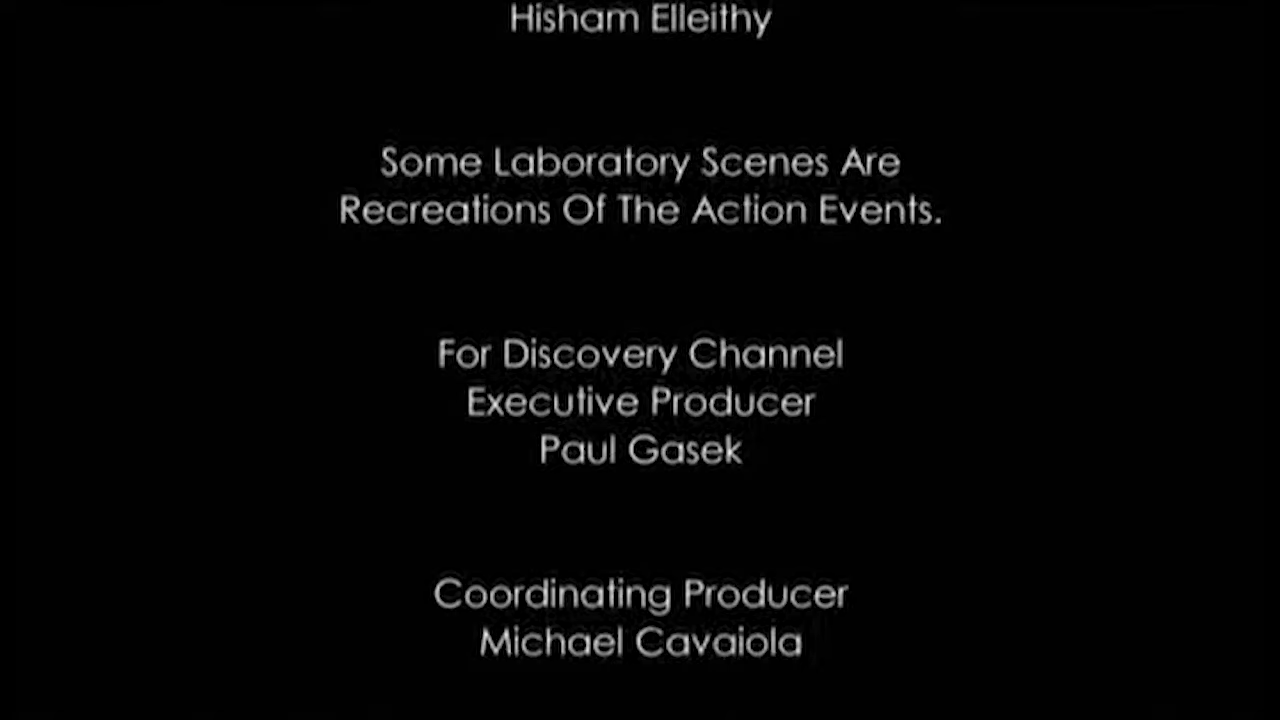 Hisham Elleithy
Some Laboratory Scenes Are
Recreations Of The Action Events.
For Discovery Channel
Executive Producer
Paul Gasek
Coordinating Producer
Michael Cavaiola